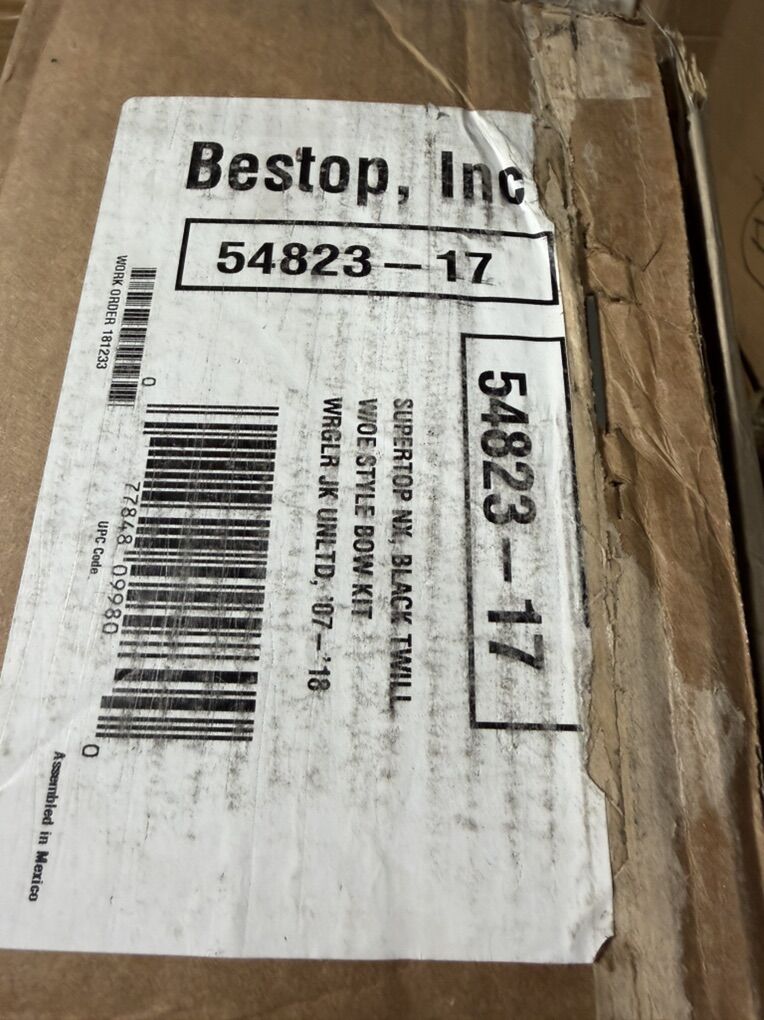 Bestop, Inc
54823-17
54823-17
SUPERTOP NX, BLACK TWILL
W/OE STYLE BOW KIT
WRGLR JK UNLTD, '07-'18
WORK ORDER 181233
0 77848 09980 0
UPC Code
Assembled in Mexico